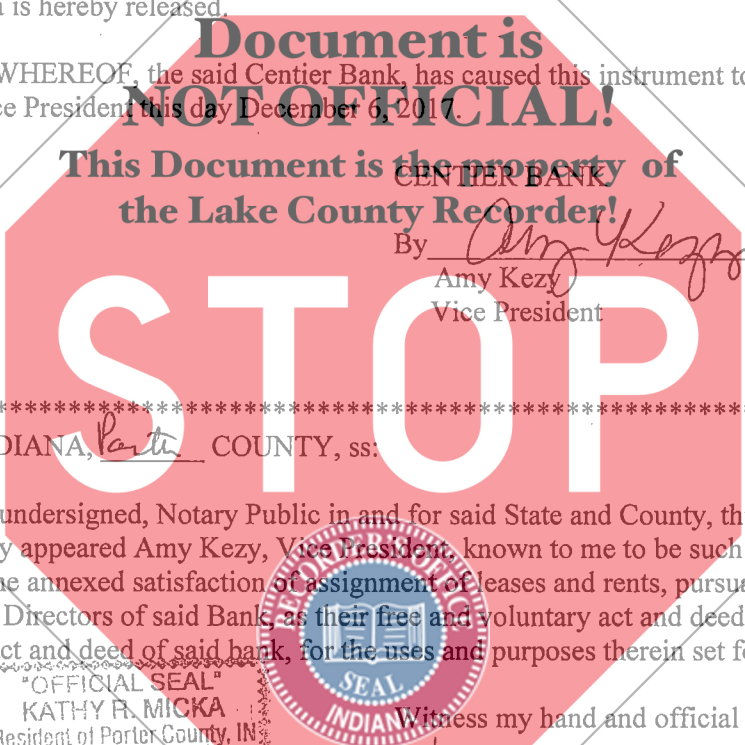 is hereby released.
Document is
WHEREOF, the said Centier Bank, has caused this instrument to
ce President this day December 6, 2017.
NOT OFFICIAL!
This Document is the property of
CENTIER BANK
the Lake County Recorder!
By Amy Kezy
Amy Kezy
Vice President
STOP
DIANA, Porter COUNTY, ss:
undersigned, Notary Public in and for said State and County, th
y appeared Amy Kezy, Vice President, known to me to be such
ne annexed satisfaction of assignment of leases and rents, pursua
Directors of said Bank, as their free and voluntary act and deed
ct and deed of said bank, for the uses and purposes therein set fo
"OFFICIAL SEAL"
KATHY R. MICKA
Resident of Porter County, IN
SEAL
INDIANA
Witness my hand and official